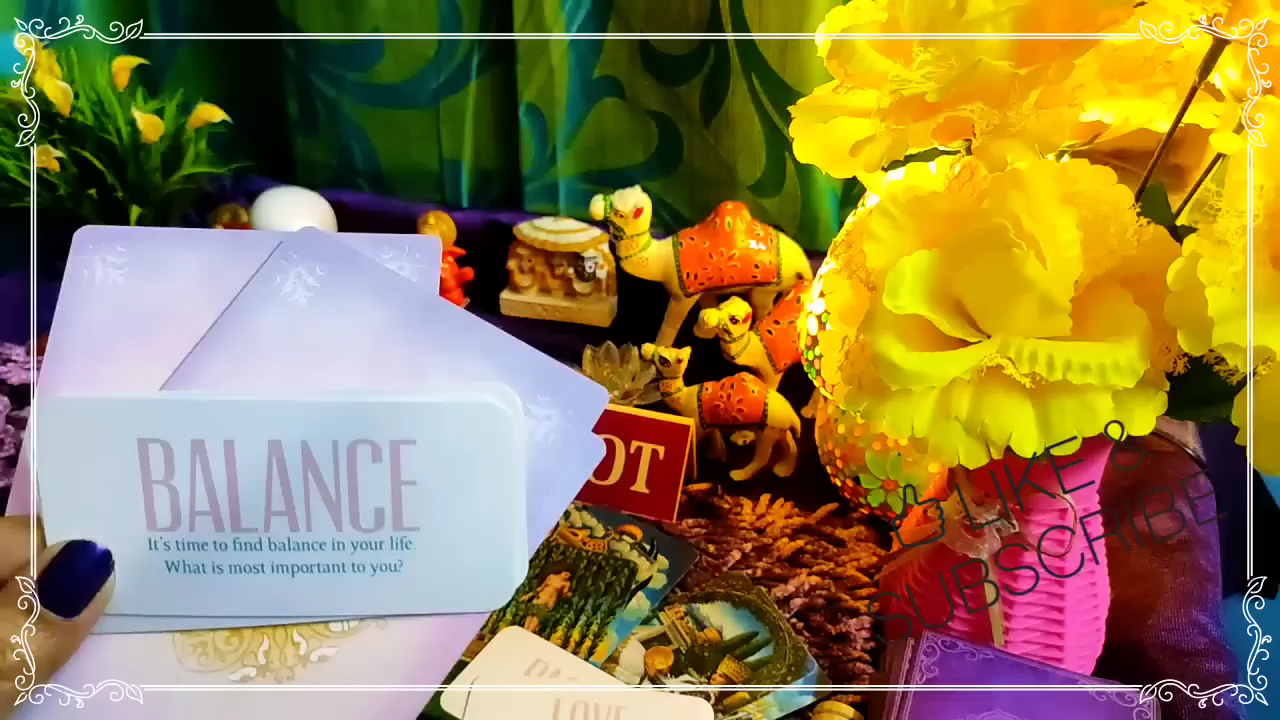 BALANCE
It's time to find balance in your life.
What is most important to you?
OT
LIKE &
SUBSCRIBE
LOVE